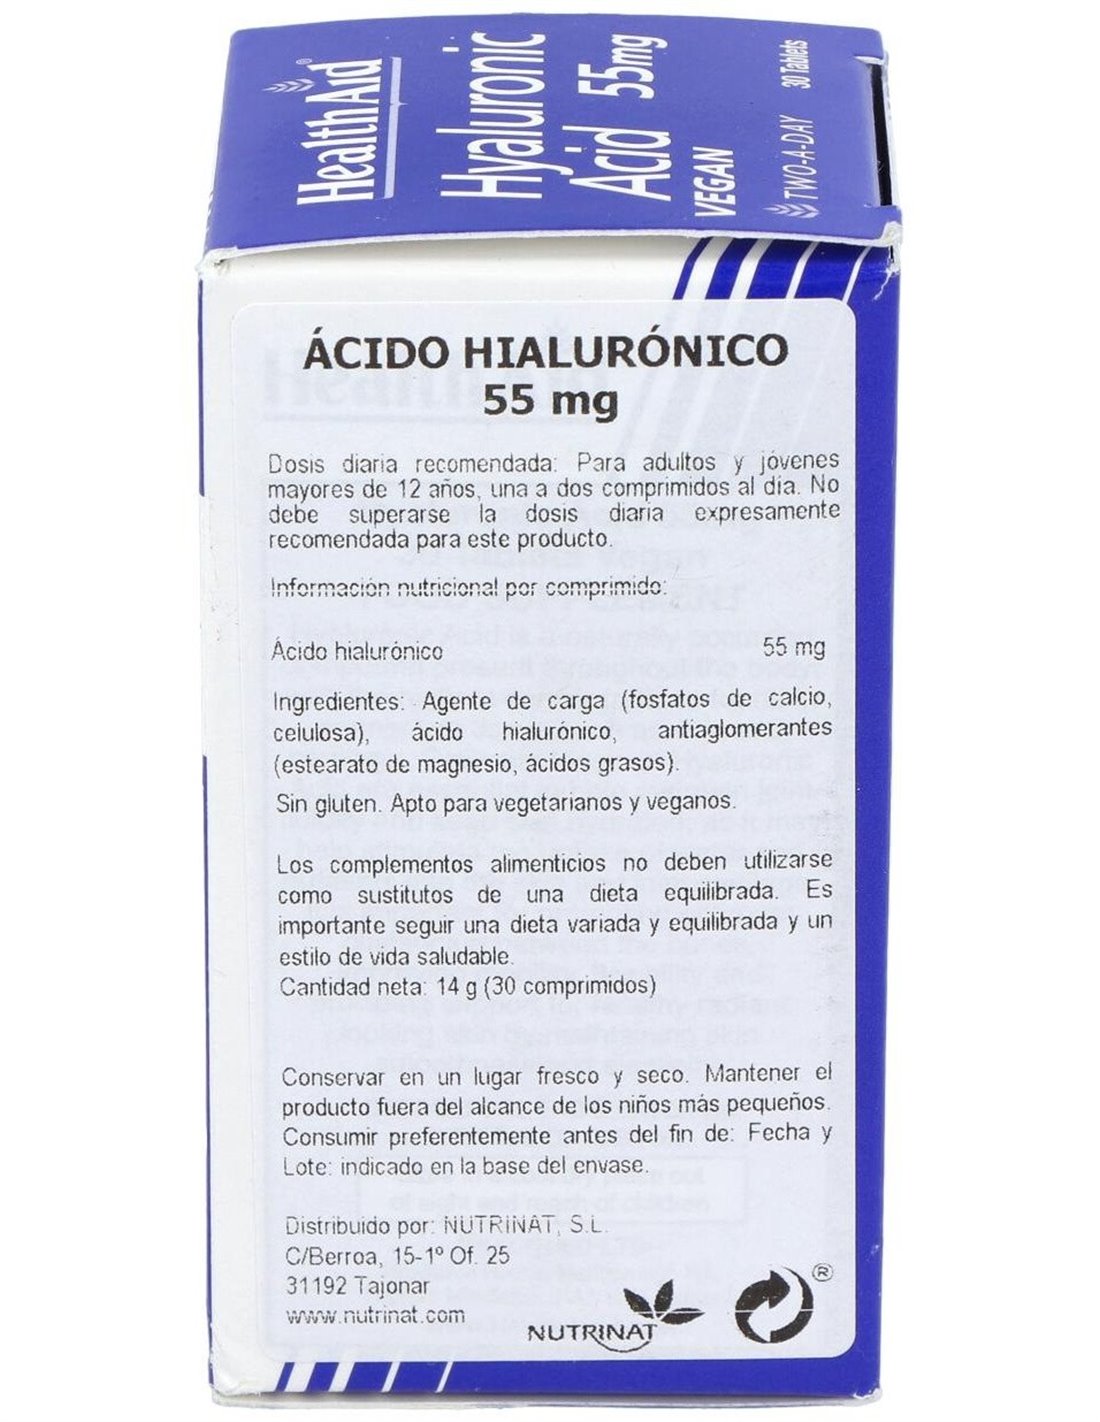 HealthAid®
Hyaluronic
Acid 55mg
VEGAN
TWO-A-DAY 30 Tablets
ÁCIDO HIALURÓNICO
55 mg
Dosis diaria recomendada: Para adultos y jóvenes
mayores de 12 años, una a dos comprimidos al día. No
debe superarse la dosis diaria expresamente
recomendada para este producto.
Información nutricional por comprimido:
Ácido hialurónico 55 mg
Ingredientes: Agente de carga (fosfatos de calcio,
celulosa), ácido hialurónico, antiaglomerantes
(estearato de magnesio, ácidos grasos).
Sin gluten. Apto para vegetarianos y veganos.
Los complementos alimenticios no deben utilizarse
como sustitutos de una dieta equilibrada. Es
importante seguir una dieta variada y equilibrada y un
estilo de vida saludable.
Cantidad neta: 14 g (30 comprimidos)
Conservar en un lugar fresco y seco. Mantener el
producto fuera del alcance de los niños más pequeños.
Consumir preferentemente antes del fin de: Fecha y
Lote: indicado en la base del envase.
Distribuido por: NUTRINAT, S.L.
C/Berroa, 15-1º Of. 25
31192 Tajonar
www.nutrinat.com
NUTRINAT
®